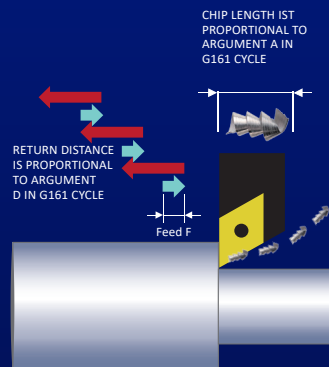 CHIP LENGTH IST
PROPORTIONAL TO
ARGUMENT A IN
G161 CYCLE
RETURN DISTANCE
IS PROPORTIONAL
TO ARGUMENT
D IN G161 CYCLE
Feed F